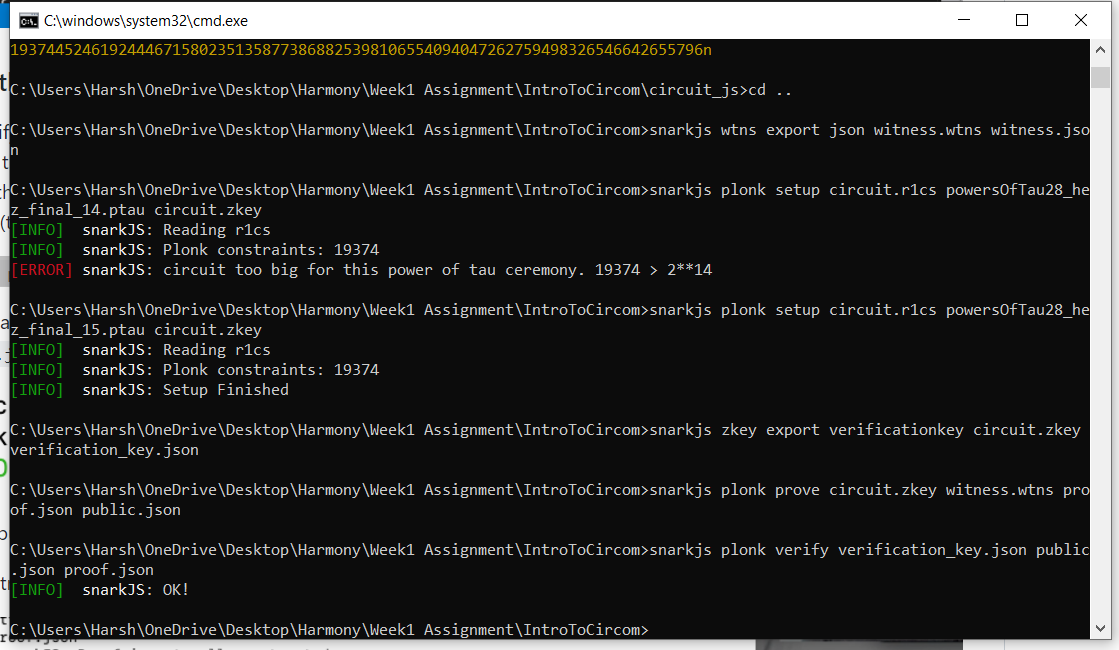 C:\windows\system32\cmd.exe
19374452461924446715802351358773868825398106554094047262759498326546642655796n
C:\Users\Harsh\OneDrive\Desktop\Harmony\Week1 Assignment\IntroToCircom\circuit_js>cd ..
C:\Users\Harsh\OneDrive\Desktop\Harmony\Week1 Assignment\IntroToCircom>snarkjs wtns export json witness.wtns witness.jso
n
C:\Users\Harsh\OneDrive\Desktop\Harmony\Week1 Assignment\IntroToCircom>snarkjs plonk setup circuit.r1cs powersOfTau28_he
z_final_14.ptau circuit.zkey
[INFO]  snarkJS: Reading r1cs
[INFO]  snarkJS: Plonk constraints: 19374
[ERROR] snarkJS: circuit too big for this power of tau ceremony. 19374 > 2**14
C:\Users\Harsh\OneDrive\Desktop\Harmony\Week1 Assignment\IntroToCircom>snarkjs plonk setup circuit.r1cs powersOfTau28_he
z_final_15.ptau circuit.zkey
[INFO]  snarkJS: Reading r1cs
[INFO]  snarkJS: Plonk constraints: 19374
[INFO]  snarkJS: Setup Finished
C:\Users\Harsh\OneDrive\Desktop\Harmony\Week1 Assignment\IntroToCircom>snarkjs zkey export verificationkey circuit.zkey
verification_key.json
C:\Users\Harsh\OneDrive\Desktop\Harmony\Week1 Assignment\IntroToCircom>snarkjs plonk prove circuit.zkey witness.wtns pro
of.json public.json
C:\Users\Harsh\OneDrive\Desktop\Harmony\Week1 Assignment\IntroToCircom>snarkjs plonk verify verification_key.json public
.json proof.json
[INFO]  snarkJS: OK!
C:\Users\Harsh\OneDrive\Desktop\Harmony\Week1 Assignment\IntroToCircom>